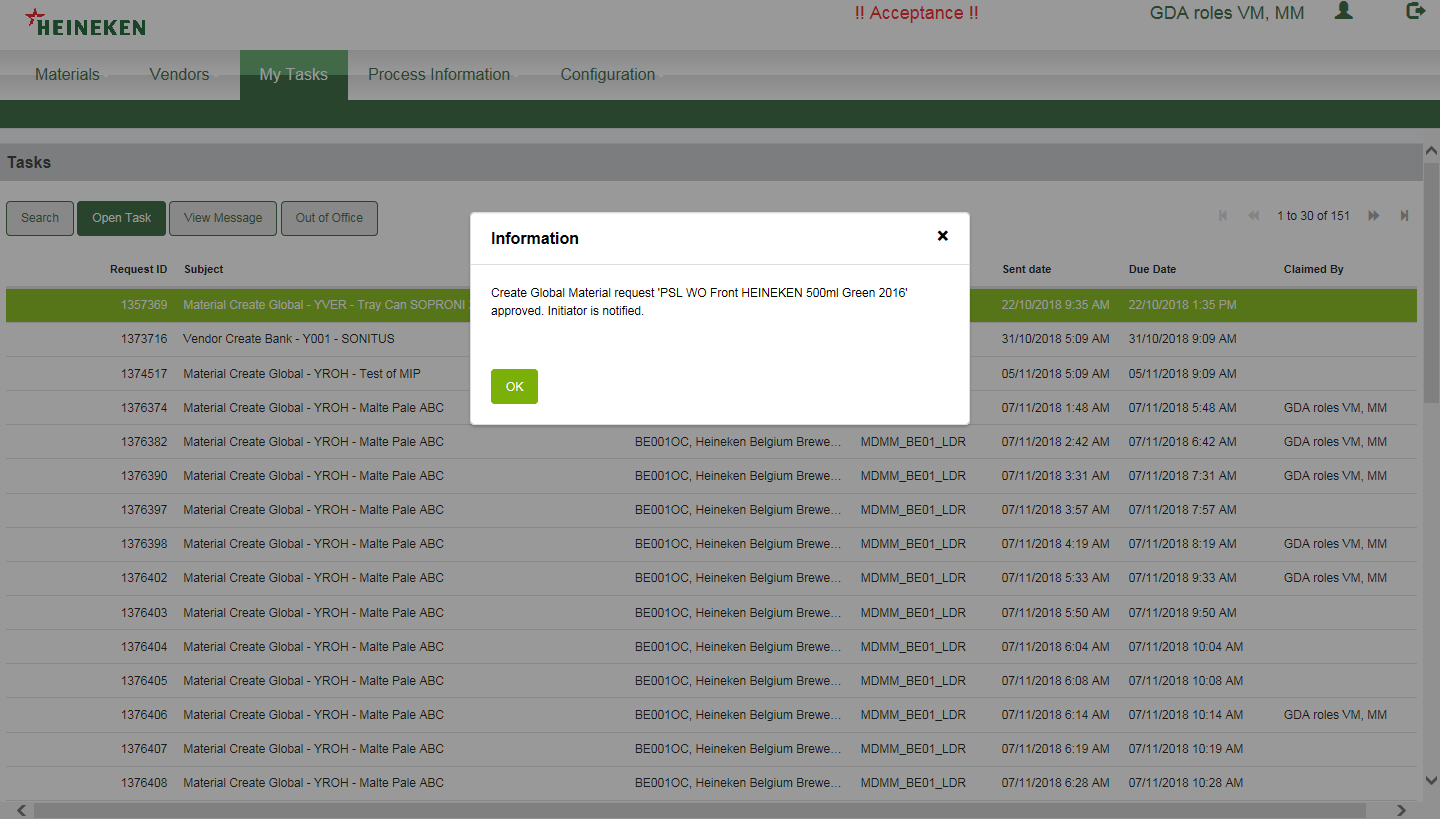 HEINEKEN
!! Acceptance !!
GDA roles VM, MM
Materials
Vendors
My Tasks
Process Information
Configuration
Tasks
Search
Open Task
View Message
Out of Office
1 to 30 of 151
Information
Create Global Material request 'PSL WO Front HEINEKEN 500ml Green 2016'
approved. Initiator is notified.
OK
Request ID Subject Sent date Due Date Claimed By
1357369 Material Create Global - YVER - Tray Can SOPRONI 22/10/2018 9:35 AM 22/10/2018 1:35 PM
1373716 Vendor Create Bank - Y001 - SONITUS 31/10/2018 5:09 AM 31/10/2018 9:09 AM
1374517 Material Create Global - YROH - Test of MIP 05/11/2018 5:09 AM 05/11/2018 9:09 AM
1376374 Material Create Global - YROH - Malte Pale ABC 07/11/2018 1:48 AM 07/11/2018 5:48 AM GDA roles VM, MM
1376382 Material Create Global - YROH - Malte Pale ABC BE001OC, Heineken Belgium Brewe... MDMM_BE01_LDR 07/11/2018 2:42 AM 07/11/2018 6:42 AM GDA roles VM, MM
1376390 Material Create Global - YROH - Malte Pale ABC BE001OC, Heineken Belgium Brewe... MDMM_BE01_LDR 07/11/2018 3:31 AM 07/11/2018 7:31 AM GDA roles VM, MM
1376397 Material Create Global - YROH - Malte Pale ABC BE001OC, Heineken Belgium Brewe... MDMM_BE01_LDR 07/11/2018 3:57 AM 07/11/2018 7:57 AM
1376398 Material Create Global - YROH - Malte Pale ABC BE001OC, Heineken Belgium Brewe... MDMM_BE01_LDR 07/11/2018 4:19 AM 07/11/2018 8:19 AM GDA roles VM, MM
1376402 Material Create Global - YROH - Malte Pale ABC BE001OC, Heineken Belgium Brewe... MDMM_BE01_LDR 07/11/2018 5:33 AM 07/11/2018 9:33 AM GDA roles VM, MM
1376403 Material Create Global - YROH - Malte Pale ABC BE001OC, Heineken Belgium Brewe... MDMM_BE01_LDR 07/11/2018 5:50 AM 07/11/2018 9:50 AM
1376404 Material Create Global - YROH - Malte Pale ABC BE001OC, Heineken Belgium Brewe... MDMM_BE01_LDR 07/11/2018 6:04 AM 07/11/2018 10:04 AM
1376405 Material Create Global - YROH - Malte Pale ABC BE001OC, Heineken Belgium Brewe... MDMM_BE01_LDR 07/11/2018 6:08 AM 07/11/2018 10:08 AM
1376406 Material Create Global - YROH - Malte Pale ABC BE001OC, Heineken Belgium Brewe... MDMM_BE01_LDR 07/11/2018 6:14 AM 07/11/2018 10:14 AM GDA roles VM, MM
1376407 Material Create Global - YROH - Malte Pale ABC BE001OC, Heineken Belgium Brewe... MDMM_BE01_LDR 07/11/2018 6:19 AM 07/11/2018 10:19 AM
1376408 Material Create Global - YROH - Malte Pale ABC BE001OC, Heineken Belgium Brewe... MDMM_BE01_LDR 07/11/2018 6:28 AM 07/11/2018 10:28 AM